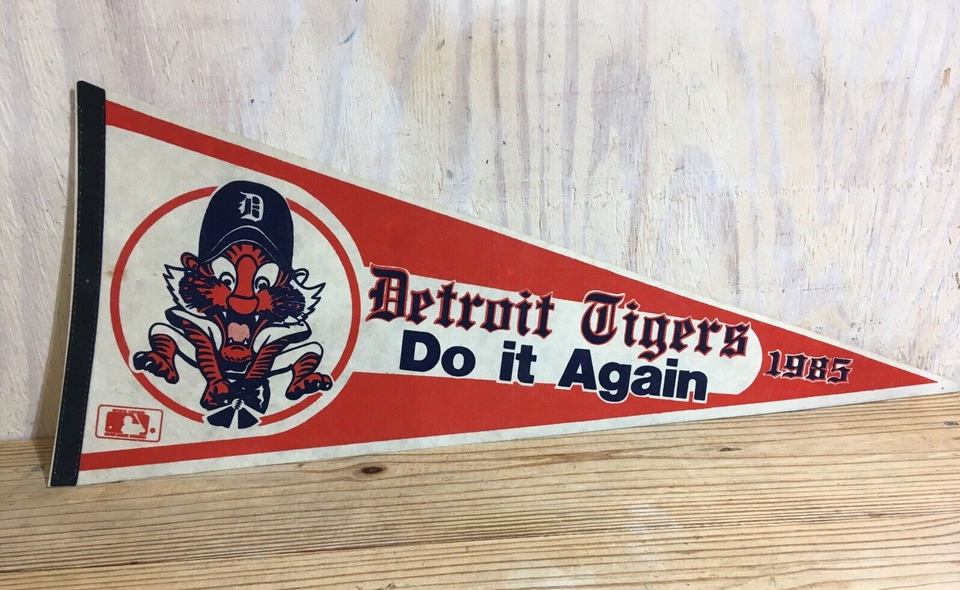 D
Detroit Tigers
Do it Again
1985